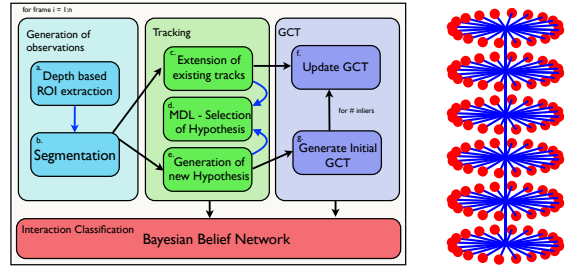 for frame i = 1:n
Generation of
observations
a.
Depth based
ROI extraction
b.
Segmentation
Tracking
c.
Extension of
existing tracks
d.
MDL - Selection
of Hypothesis
e.
Generation of
new Hypothesis
GCT
f.
Update GCT
for # inliers
g.
Generate Initial
GCT
Interaction Classification
Bayesian Belief Network